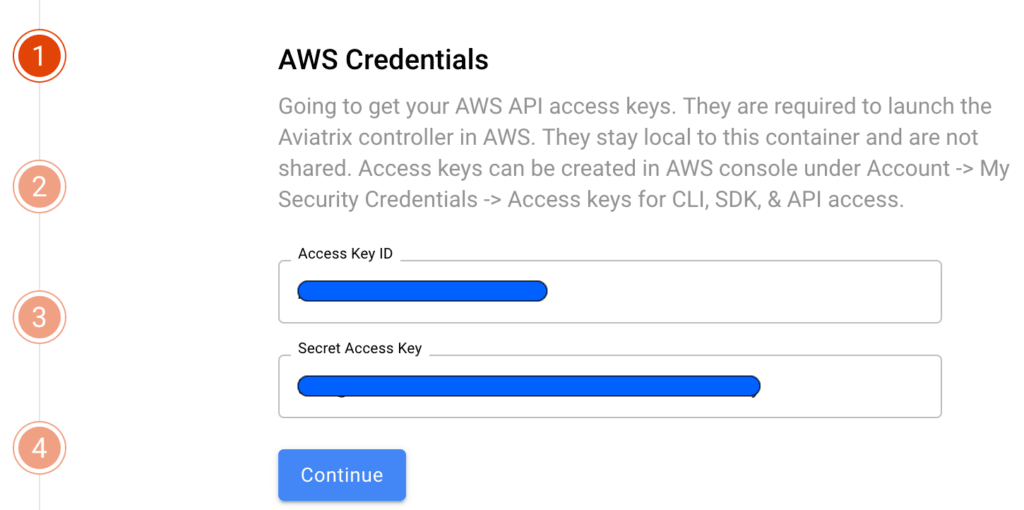 1
AWS Credentials
Going to get your AWS API access keys. They are required to launch the
Aviatrix controller in AWS. They stay local to this container and are not
shared. Access keys can be created in AWS console under Account -> My
Security Credentials -> Access keys for CLI, SDK, & API access.
2
Access Key ID
3
Secret Access Key
4
Continue